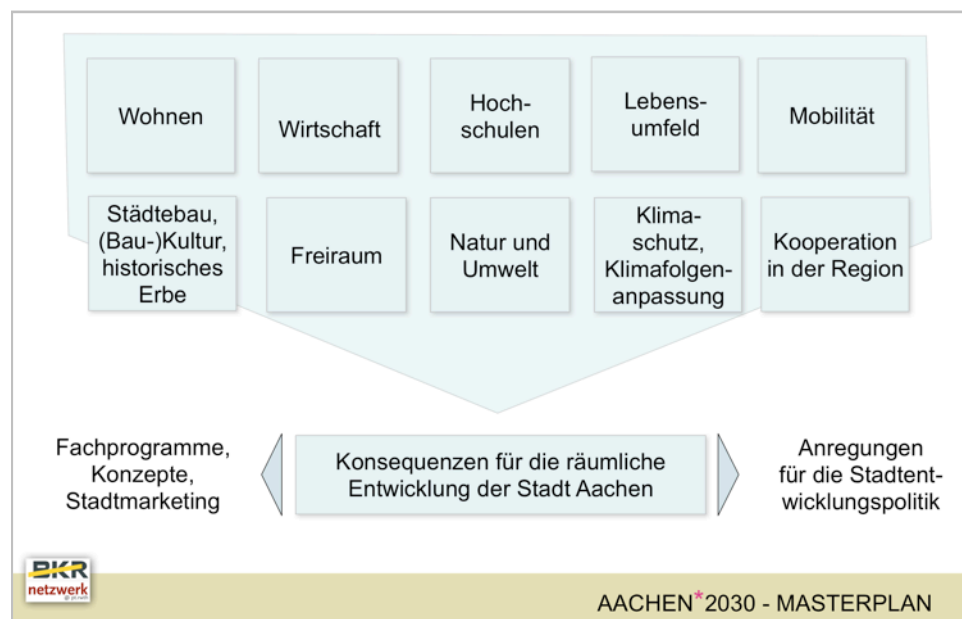 Wohnen
Wirtschaft
Hoch-
schulen
Lebens-
umfeld
Mobilität
Städtebau,
(Bau-)Kultur,
historisches
Erbe
Freiraum
Natur und
Umwelt
Klima-
schutz,
Klimafolgen-
anpassung
Kooperation
in der Region
Fachprogramme,
Konzepte,
Stadtmarketing
Konsequenzen für die räumliche
Entwicklung der Stadt Aachen
Anregungen
für die Stadtent-
wicklungspolitik
BKR
netzwerk
AACHEN*2030 - MASTERPLAN